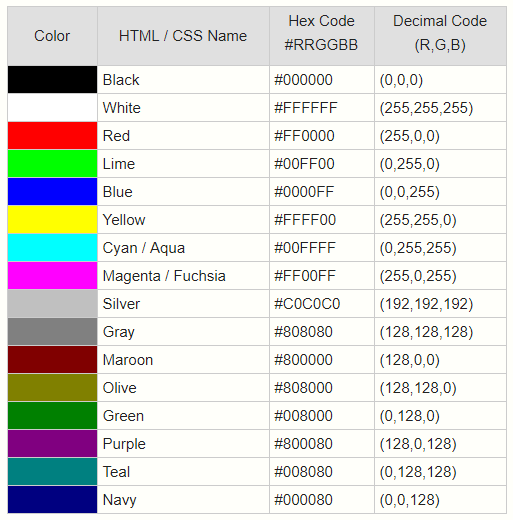 Color HTML / CSS Name Hex Code #RRGGBB Decimal Code (R,G,B)
Black #000000 (0,0,0)
White #FFFFFF (255,255,255)
Red #FF0000 (255,0,0)
Lime #00FF00 (0,255,0)
Blue #0000FF (0,0,255)
Yellow #FFFF00 (255,255,0)
Cyan / Aqua #00FFFF (0,255,255)
Magenta / Fuchsia #FF00FF (255,0,255)
Silver #C0C0C0 (192,192,192)
Gray #808080 (128,128,128)
Maroon #800000 (128,0,0)
Olive #808000 (128,128,0)
Green #008000 (0,128,0)
Purple #800080 (128,0,128)
Teal #008080 (0,128,128)
Navy #000080 (0,0,128)